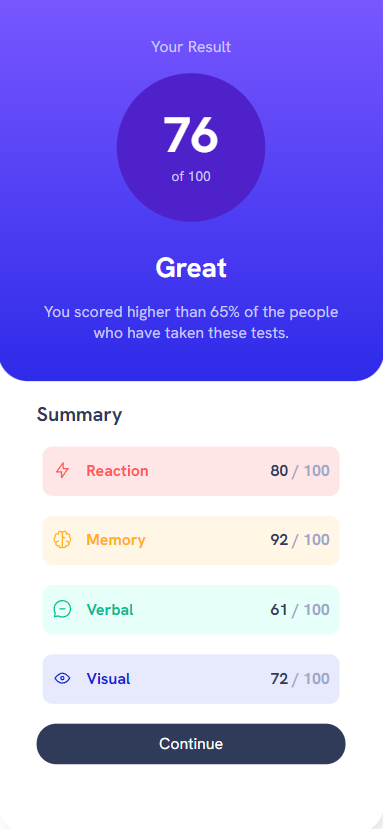 Your Result
76
of 100
Great
You scored higher than 65% of the people
who have taken these tests.
Summary
Reaction 80 / 100
Memory 92 / 100
Verbal 61 / 100
Visual 72 / 100
Continue